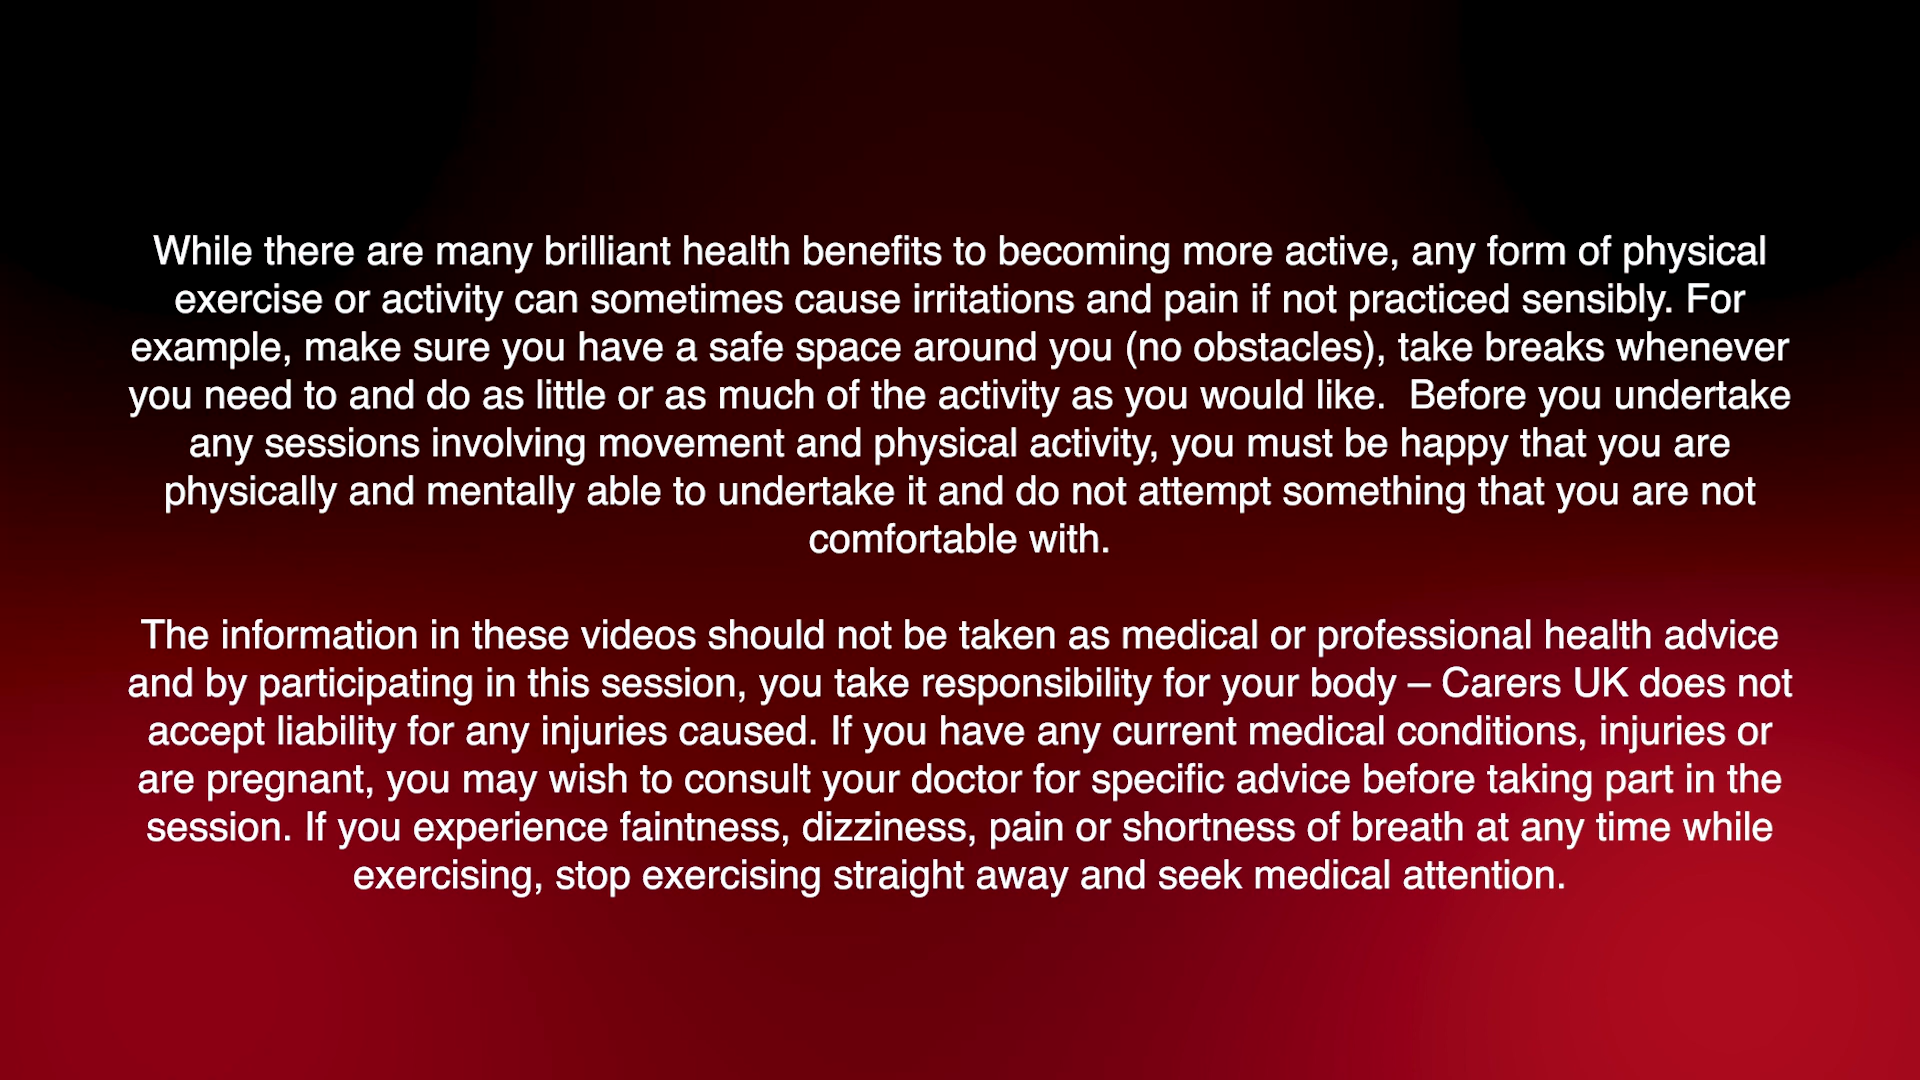 While there are many brilliant health benefits to becoming more active, any form of physical
exercise or activity can sometimes cause irritations and pain if not practiced sensibly. For
example, make sure you have a safe space around you (no obstacles), take breaks whenever
you need to and do as little or as much of the activity as you would like.  Before you undertake
any sessions involving movement and physical activity, you must be happy that you are
physically and mentally able to undertake it and do not attempt something that you are not
comfortable with.
The information in these videos should not be taken as medical or professional health advice
and by participating in this session, you take responsibility for your body – Carers UK does not
accept liability for any injuries caused. If you have any current medical conditions, injuries or
are pregnant, you may wish to consult your doctor for specific advice before taking part in the
session. If you experience faintness, dizziness, pain or shortness of breath at any time while
exercising, stop exercising straight away and seek medical attention.